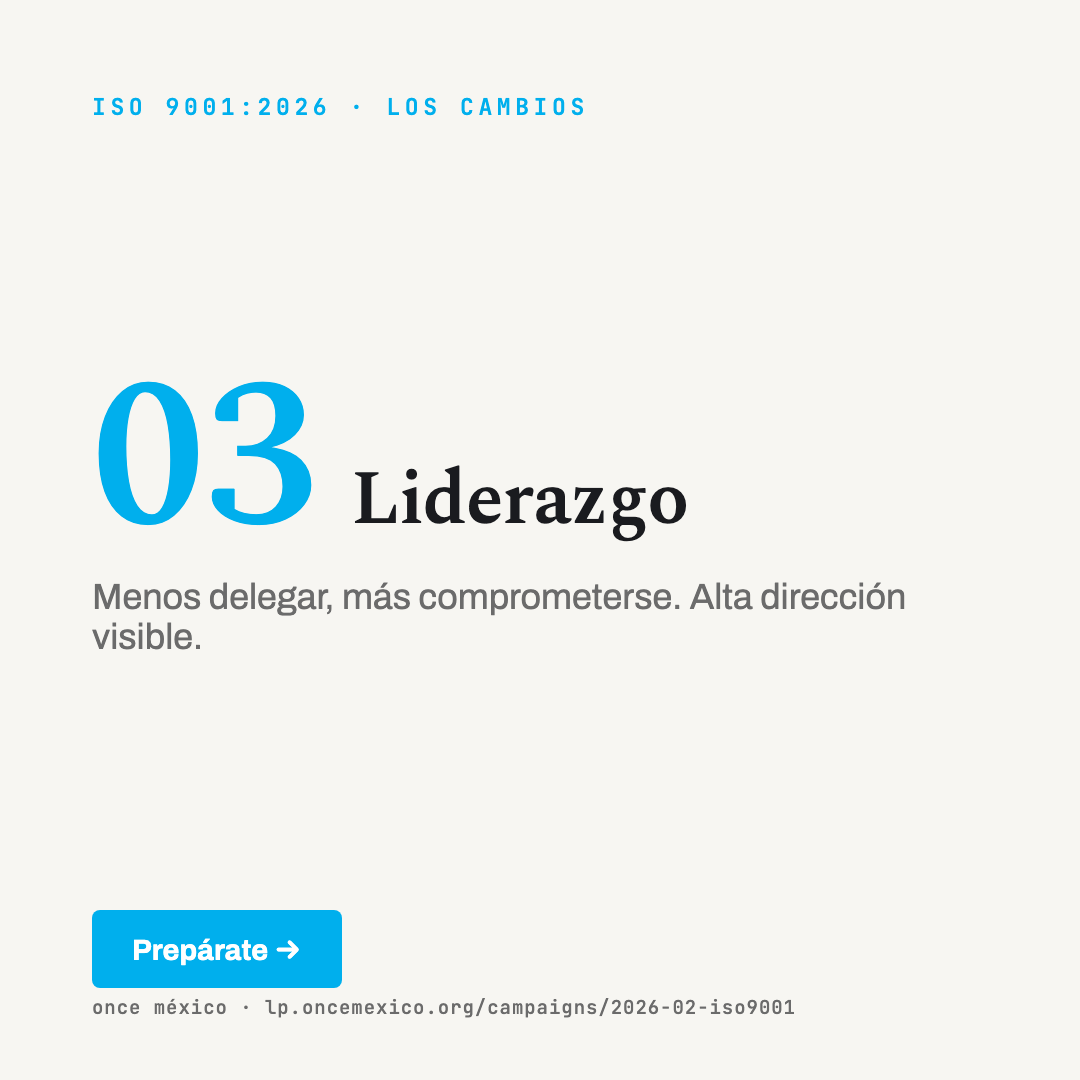 ISO 9001:2026 · LOS CAMBIOS
03 Liderazgo
Menos delegar, más comprometerse. Alta dirección
visible.
Prepárate →
once méxico · lp.oncemexico.org/campaigns/2026-02-iso9001